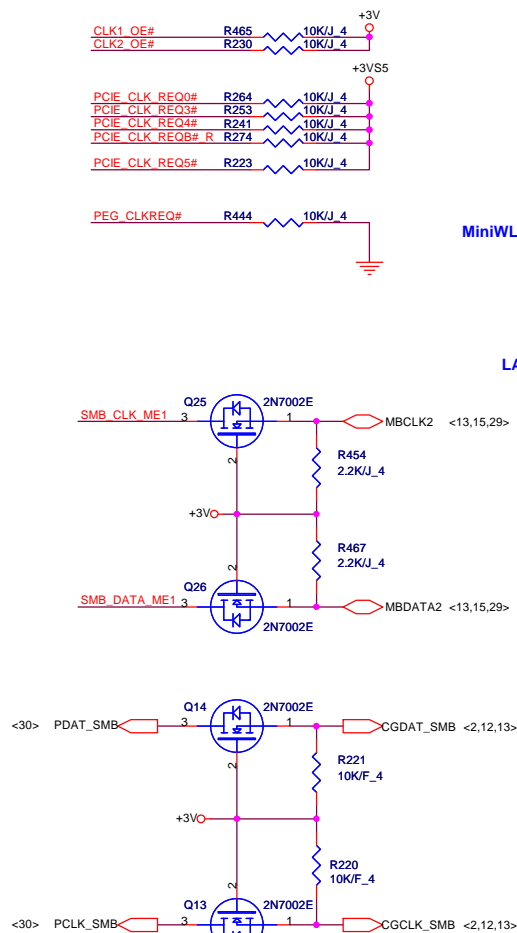 +3V
CLK1_OE# R465 10K/J_4
CLK2_OE# R230 10K/J_4
+3VS5
PCIE_CLK_REQ0# R264 10K/J_4
PCIE_CLK_REQ3# R253 10K/J_4
PCIE_CLK_REQ4# R241 10K/J_4
PCIE_CLK_REQB#_R R274 10K/J_4
PCIE_CLK_REQ5# R223 10K/J_4
PEG_CLKREQ# R444 10K/J_4
MiniWL
LA
Q25 2N7002E
SMB_CLK_ME1 3 1 MBCLK2 <13,15,29>
2
R454
2.2K/J_4
+3V
R467
2.2K/J_4
2
Q26
SMB_DATA_ME1 3 1 MBDATA2 <13,15,29>
2N7002E
Q14 2N7002E
<30> PDAT_SMB 3 1 CGDAT_SMB <2,12,13>
2
R221
10K/F_4
+3V
R220
10K/F_4
2
Q13 2N7002E
<30> PCLK_SMB 3 1 CGCLK_SMB <2,12,13>